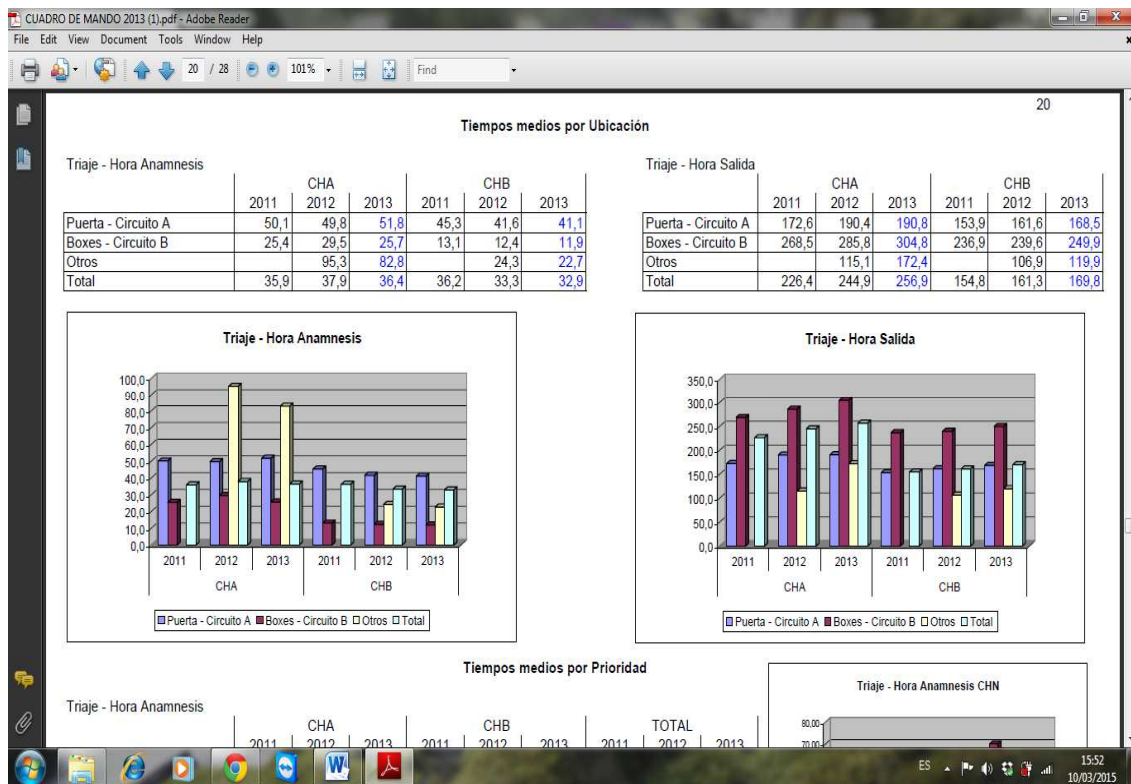 CUADRO DE MANDO 2013 (1).pdf - Adobe Reader
File Edit View Document Tools Window Help
20 / 28 101% Find
20
Tiempos medios por Ubicación
Triaje - Hora Anamnesis
CHA CHB
2011 2012 2013 2011 2012 2013
Puerta - Circuito A 50,1 49,8 51,8 45,3 41,6 41,1
Boxes - Circuito B 25,4 29,5 25,7 13,1 12,4 11,9
Otros 95,3 82,8 24,3 22,7
Total 35,9 37,9 36,4 36,2 33,3 32,9
Triaje - Hora Salida
CHA CHB
2011 2012 2013 2011 2012 2013
Puerta - Circuito A 172,6 190,4 190,8 153,9 161,6 168,5
Boxes - Circuito B 268,5 285,8 304,8 236,9 239,6 249,9
Otros 115,1 172,4 106,9 119,9
Total 226,4 244,9 256,9 154,8 161,3 169,8
Triaje - Hora Anamnesis
100,0
90,0
80,0
70,0
60,0
50,0
40,0
30,0
20,0
10,0
0,0
2011 2012 2013 2011 2012 2013
CHA CHB
Puerta - Circuito A Boxes - Circuito B Otros Total
Triaje - Hora Salida
350,0
300,0
250,0
200,0
150,0
100,0
50,0
0,0
2011 2012 2013 2011 2012 2013
CHA CHB
Puerta - Circuito A Boxes - Circuito B Otros Total
Tiempos medios por Prioridad
Triaje - Hora Anamnesis
CHA CHB TOTAL
2011 2012 2013 2011 2012 2013 2011 2012 2013
Triaje - Hora Anamnesis CHN
80,00
70,00
ES 15:52
10/03/2015